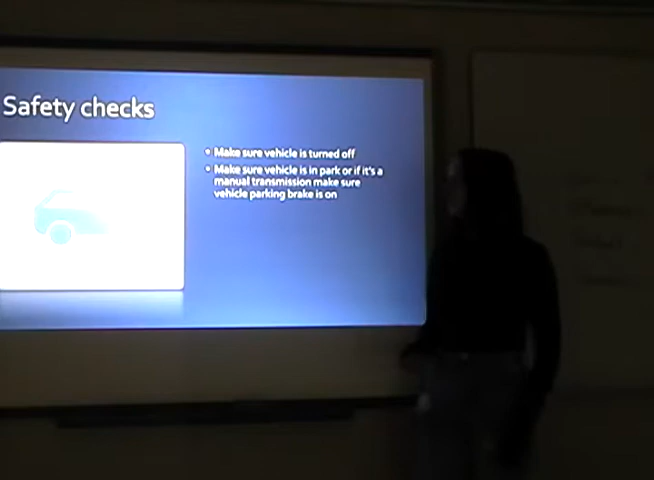 Safety checks
• Make sure vehicle is turned off
• Make sure vehicle is in park or if it's a
manual transmission make sure
vehicle parking brake is on